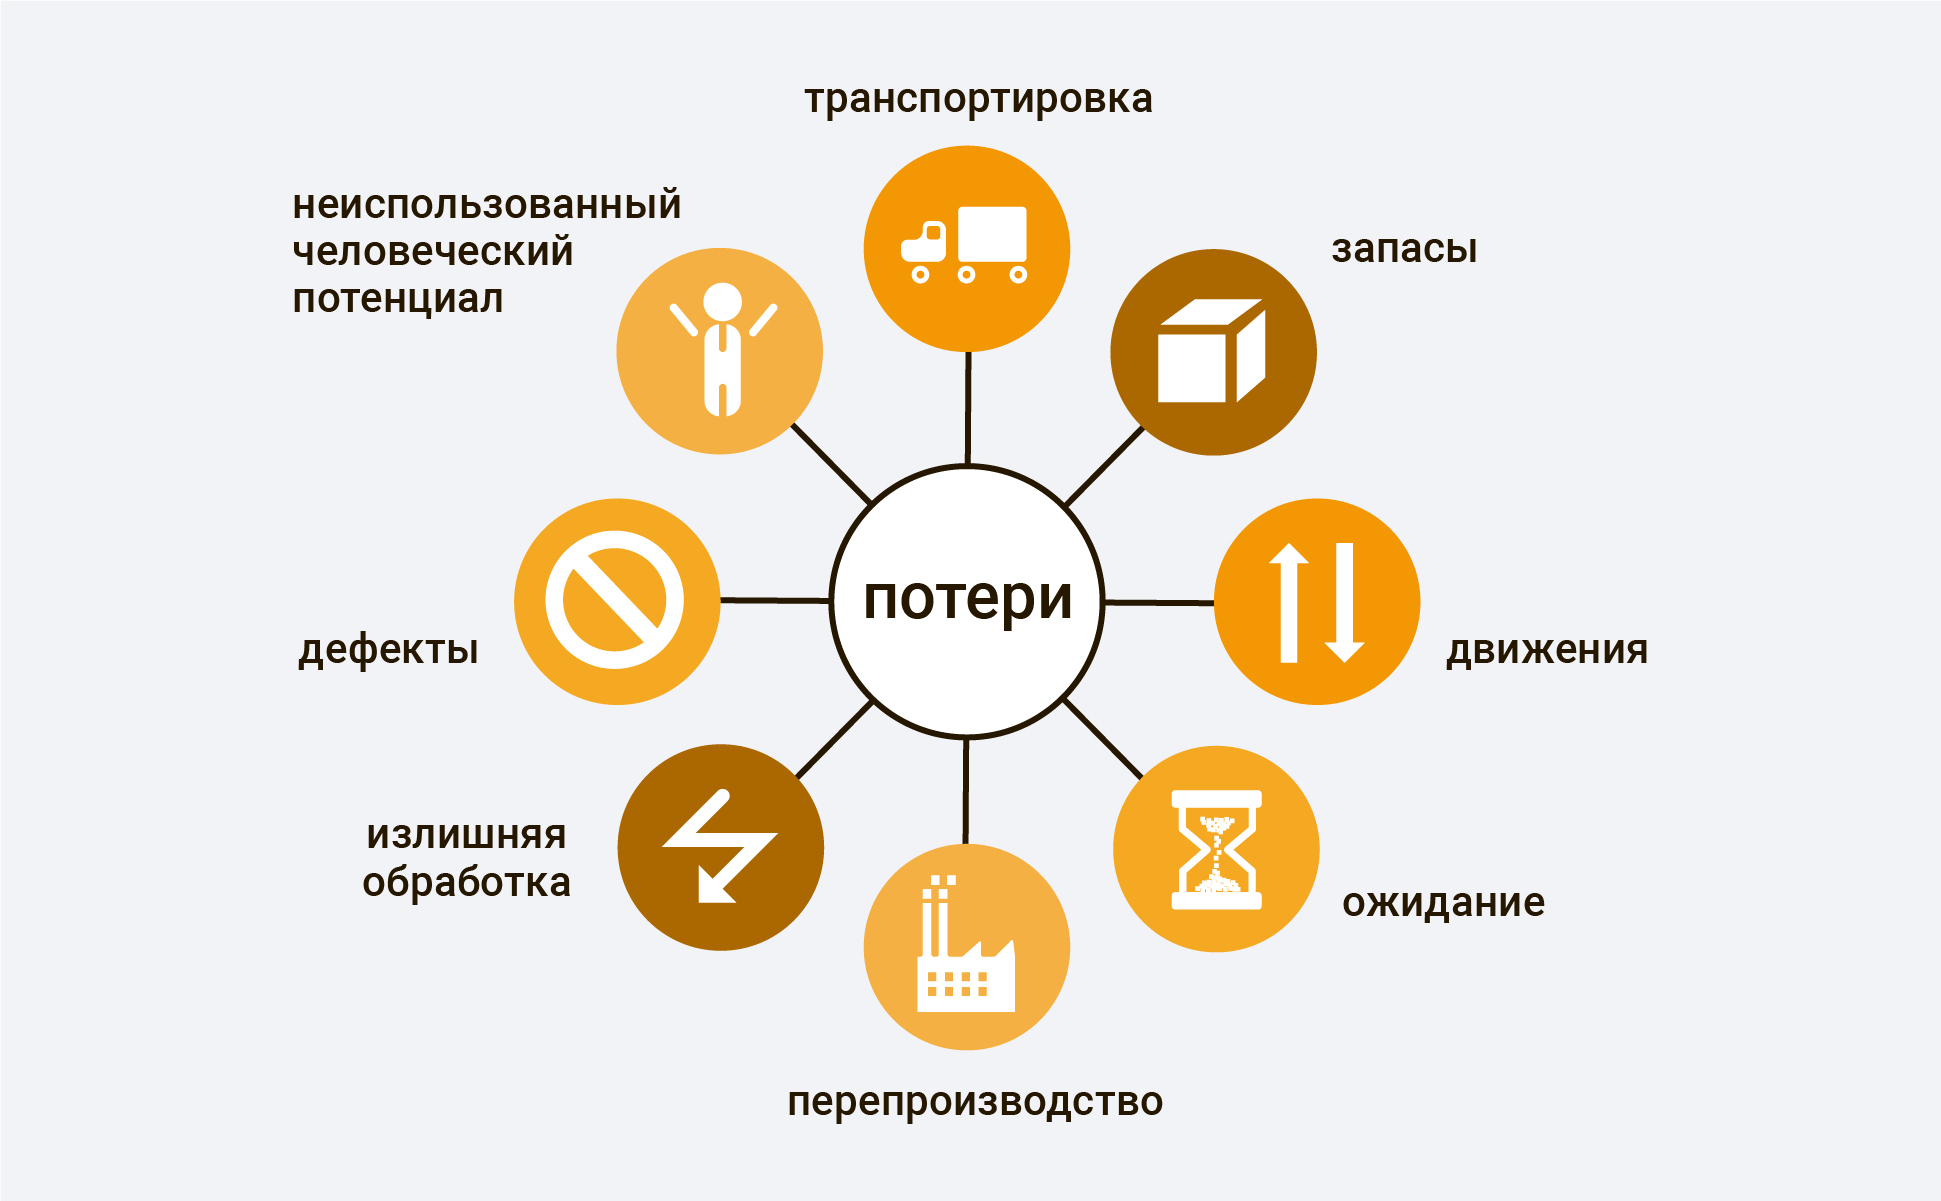 транспортировка
неиспользованный
человеческий
потенциал
запасы
потери
дефекты
движения
излишняя
обработка
ожидание
перепроизводство